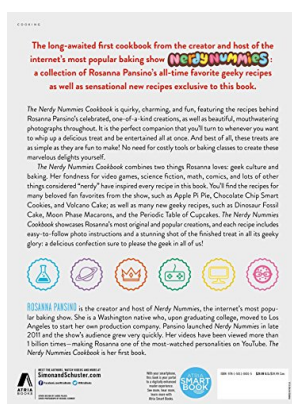 COOKING
The long-awaited first cookbook from the creator and host of the
internet's most popular baking show NERDY NUMMIES:
a collection of Rosanna Pansino's all-time favorite geeky recipes
as well as sensational new recipes exclusive to this book.
The Nerdy Nummies Cookbook is quirky, charming, and fun, featuring the recipes behind
Rosanna Pansino's celebrated, one-of-a-kind creations, as well as beautiful, mouthwatering
photographs throughout. It is the perfect companion that you'll turn to whenever you want
to whip up a delicious treat and be entertained all at once. And best of all, these treats are
as simple as they are fun to make! No need for costly tools or baking classes to create these
marvelous delights yourself.
The Nerdy Nummies Cookbook combines two things Rosanna loves: geek culture and
baking. Her fondness for video games, science fiction, math, comics, and lots of other
things considered "nerdy" have inspired every recipe in this book. You'll find the recipes for
many beloved fan favorites from the show, such as Apple Pi Pie, Chocolate Chip Smart
Cookies, and Volcano Cake; as well as many new geeky recipes, such as Dinosaur Fossil
Cake, Moon Phase Macarons, and the Periodic Table of Cupcakes. The Nerdy Nummies
Cookbook showcases Rosanna's most original and popular creations, and each recipe includes
easy-to-follow photo instructions and a stunning shot of the finished treat in all its geeky
glory: a delicious confection sure to please the geek in all of us!
ROSANNA PANSINO is the creator and host of Nerdy Nummies, the internet's most popu-
lar baking show. She is a Washington native who, upon graduating college, moved to Los
Angeles to start her own production company. Pansino launched Nerdy Nummies in late
2011 and the show's audience grew very quickly. Her videos have been viewed more than
1 billion times—making Rosanna one of the most-watched personalities on YouTube. The
Nerdy Nummies Cookbook is her first book.
ATRIA
BOOKS
SimonandSchuster.com
ATRIA
SMART
BOOK